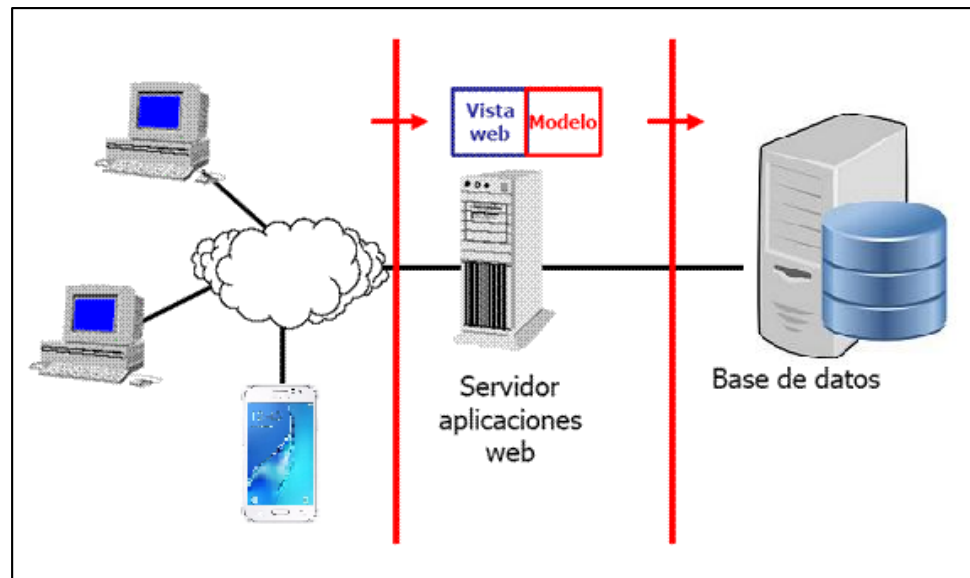 Vista
web
Modelo
Servidor
aplicaciones
web
Base de datos